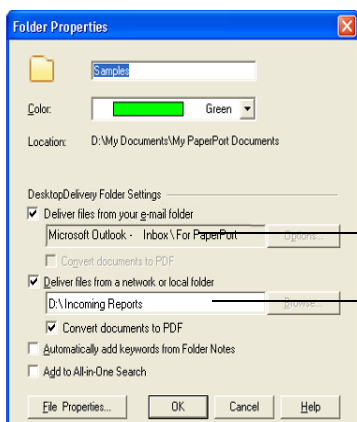 Folder Properties
Samples
Color: Green
Location: D:\My Documents\My PaperPort Documents
DesktopDelivery Folder Settings
Deliver files from your e-mail folder
Microsoft Outlook - Inbox \ For PaperPort Options...
Convert documents to PDF
Deliver files from a network or local folder
D:\ Incoming Reports Browse...
Convert documents to PDF
Automatically add keywords from Folder Notes
Add to All-in-One Search
File Properties... OK Cancel Help